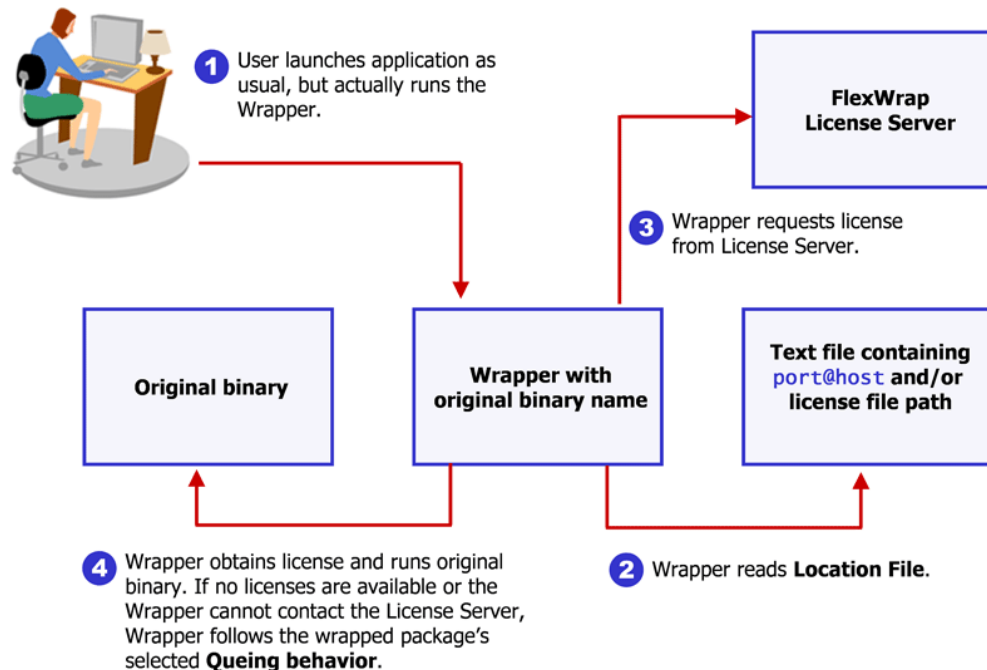 1 User launches application as
usual, but actually runs the
Wrapper.
FlexWrap
License Server
3 Wrapper requests license
from License Server.
Original binary
Wrapper with
original binary name
Text file containing
port@host and/or
license file path
4 Wrapper obtains license and runs original
binary. If no licenses are available or the
Wrapper cannot contact the License Server,
Wrapper follows the wrapped package's
selected Queing behavior.
2 Wrapper reads Location File.